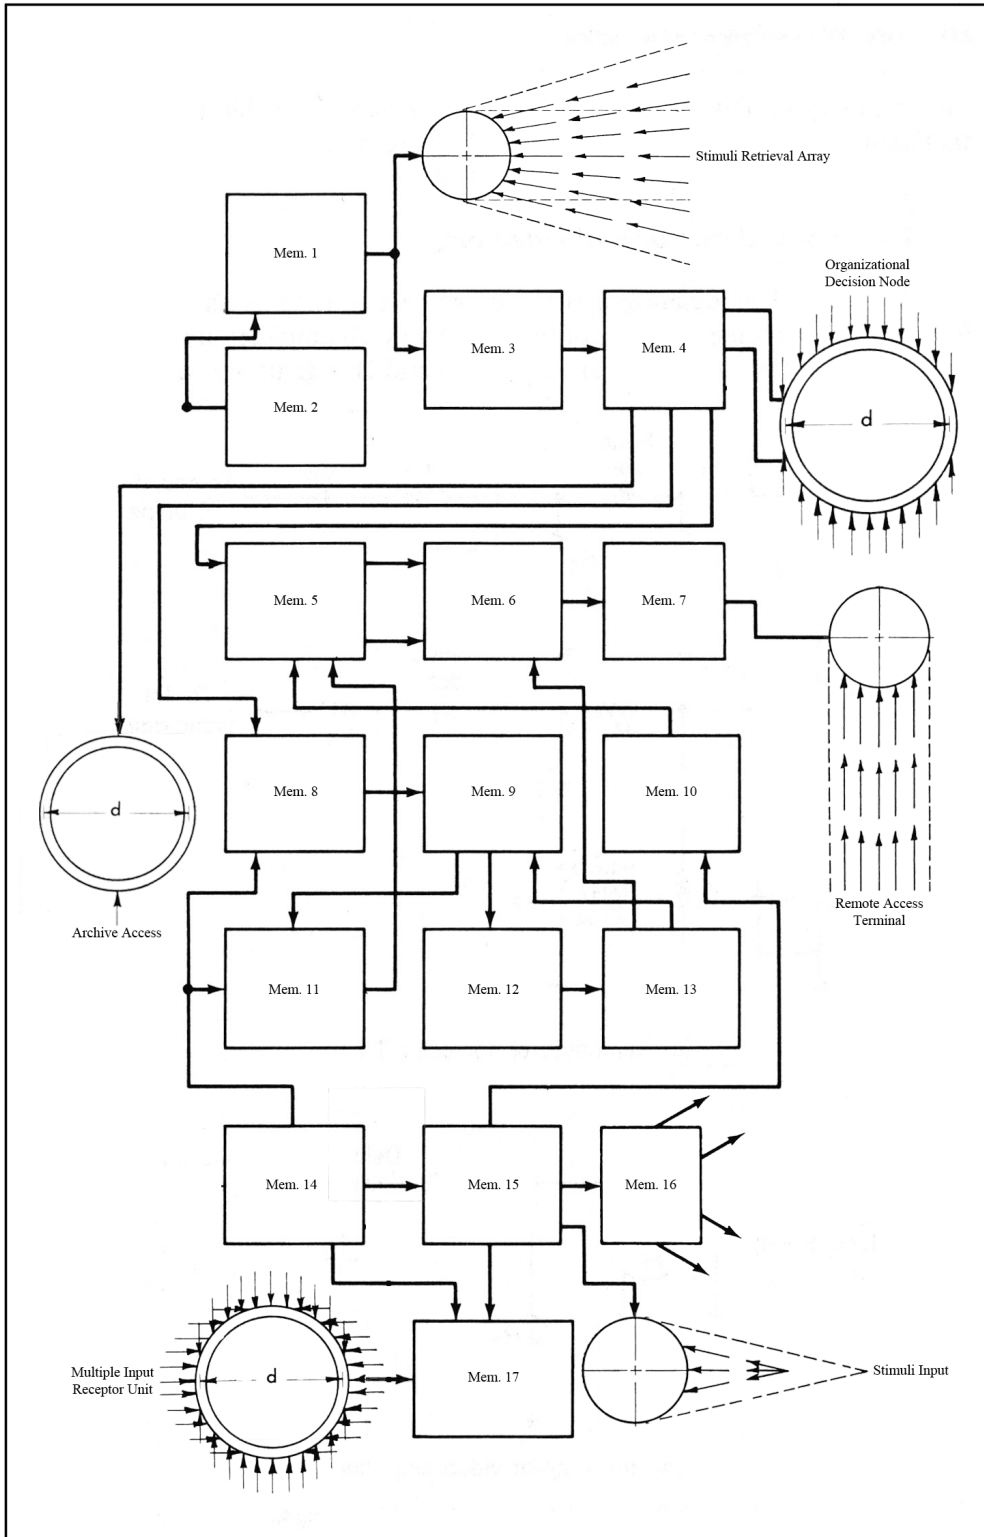 Stimuli Retrieval Array
Mem. 1
Organizational
Decision Node
Mem. 3
Mem. 4
Mem. 2
d
Mem. 5
Mem. 6
Mem. 7
Mem. 8
Mem. 9
Mem. 10
d
Remote Access
Terminal
Archive Access
Mem. 11
Mem. 12
Mem. 13
Mem. 14
Mem. 15
Mem. 16
Multiple Input
Receptor Unit
d
Mem. 17
Stimuli Input